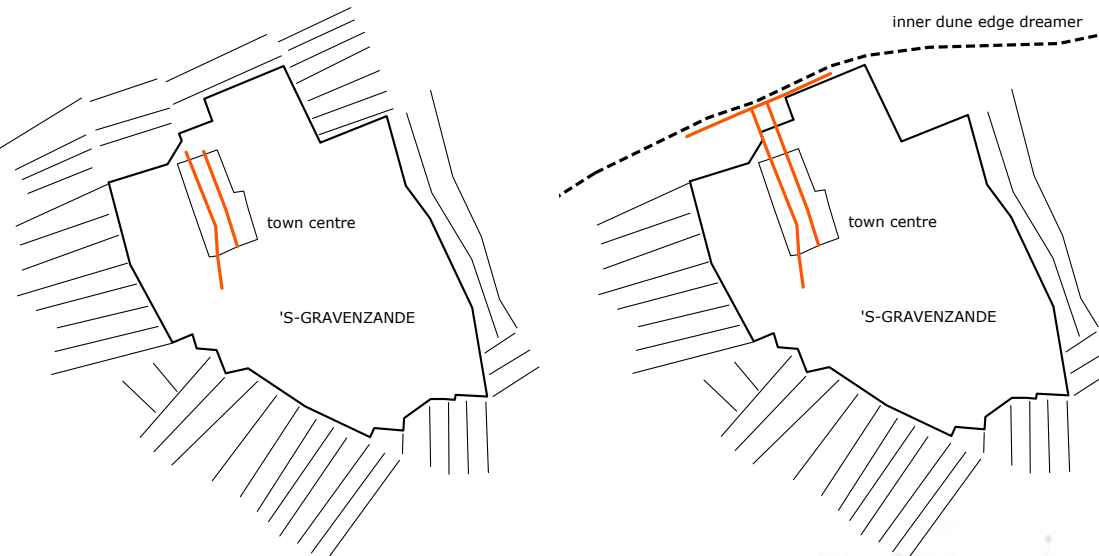 inner dune edge dreamer
town centre
'S-GRAVENZANDE
town centre
'S-GRAVENZANDE